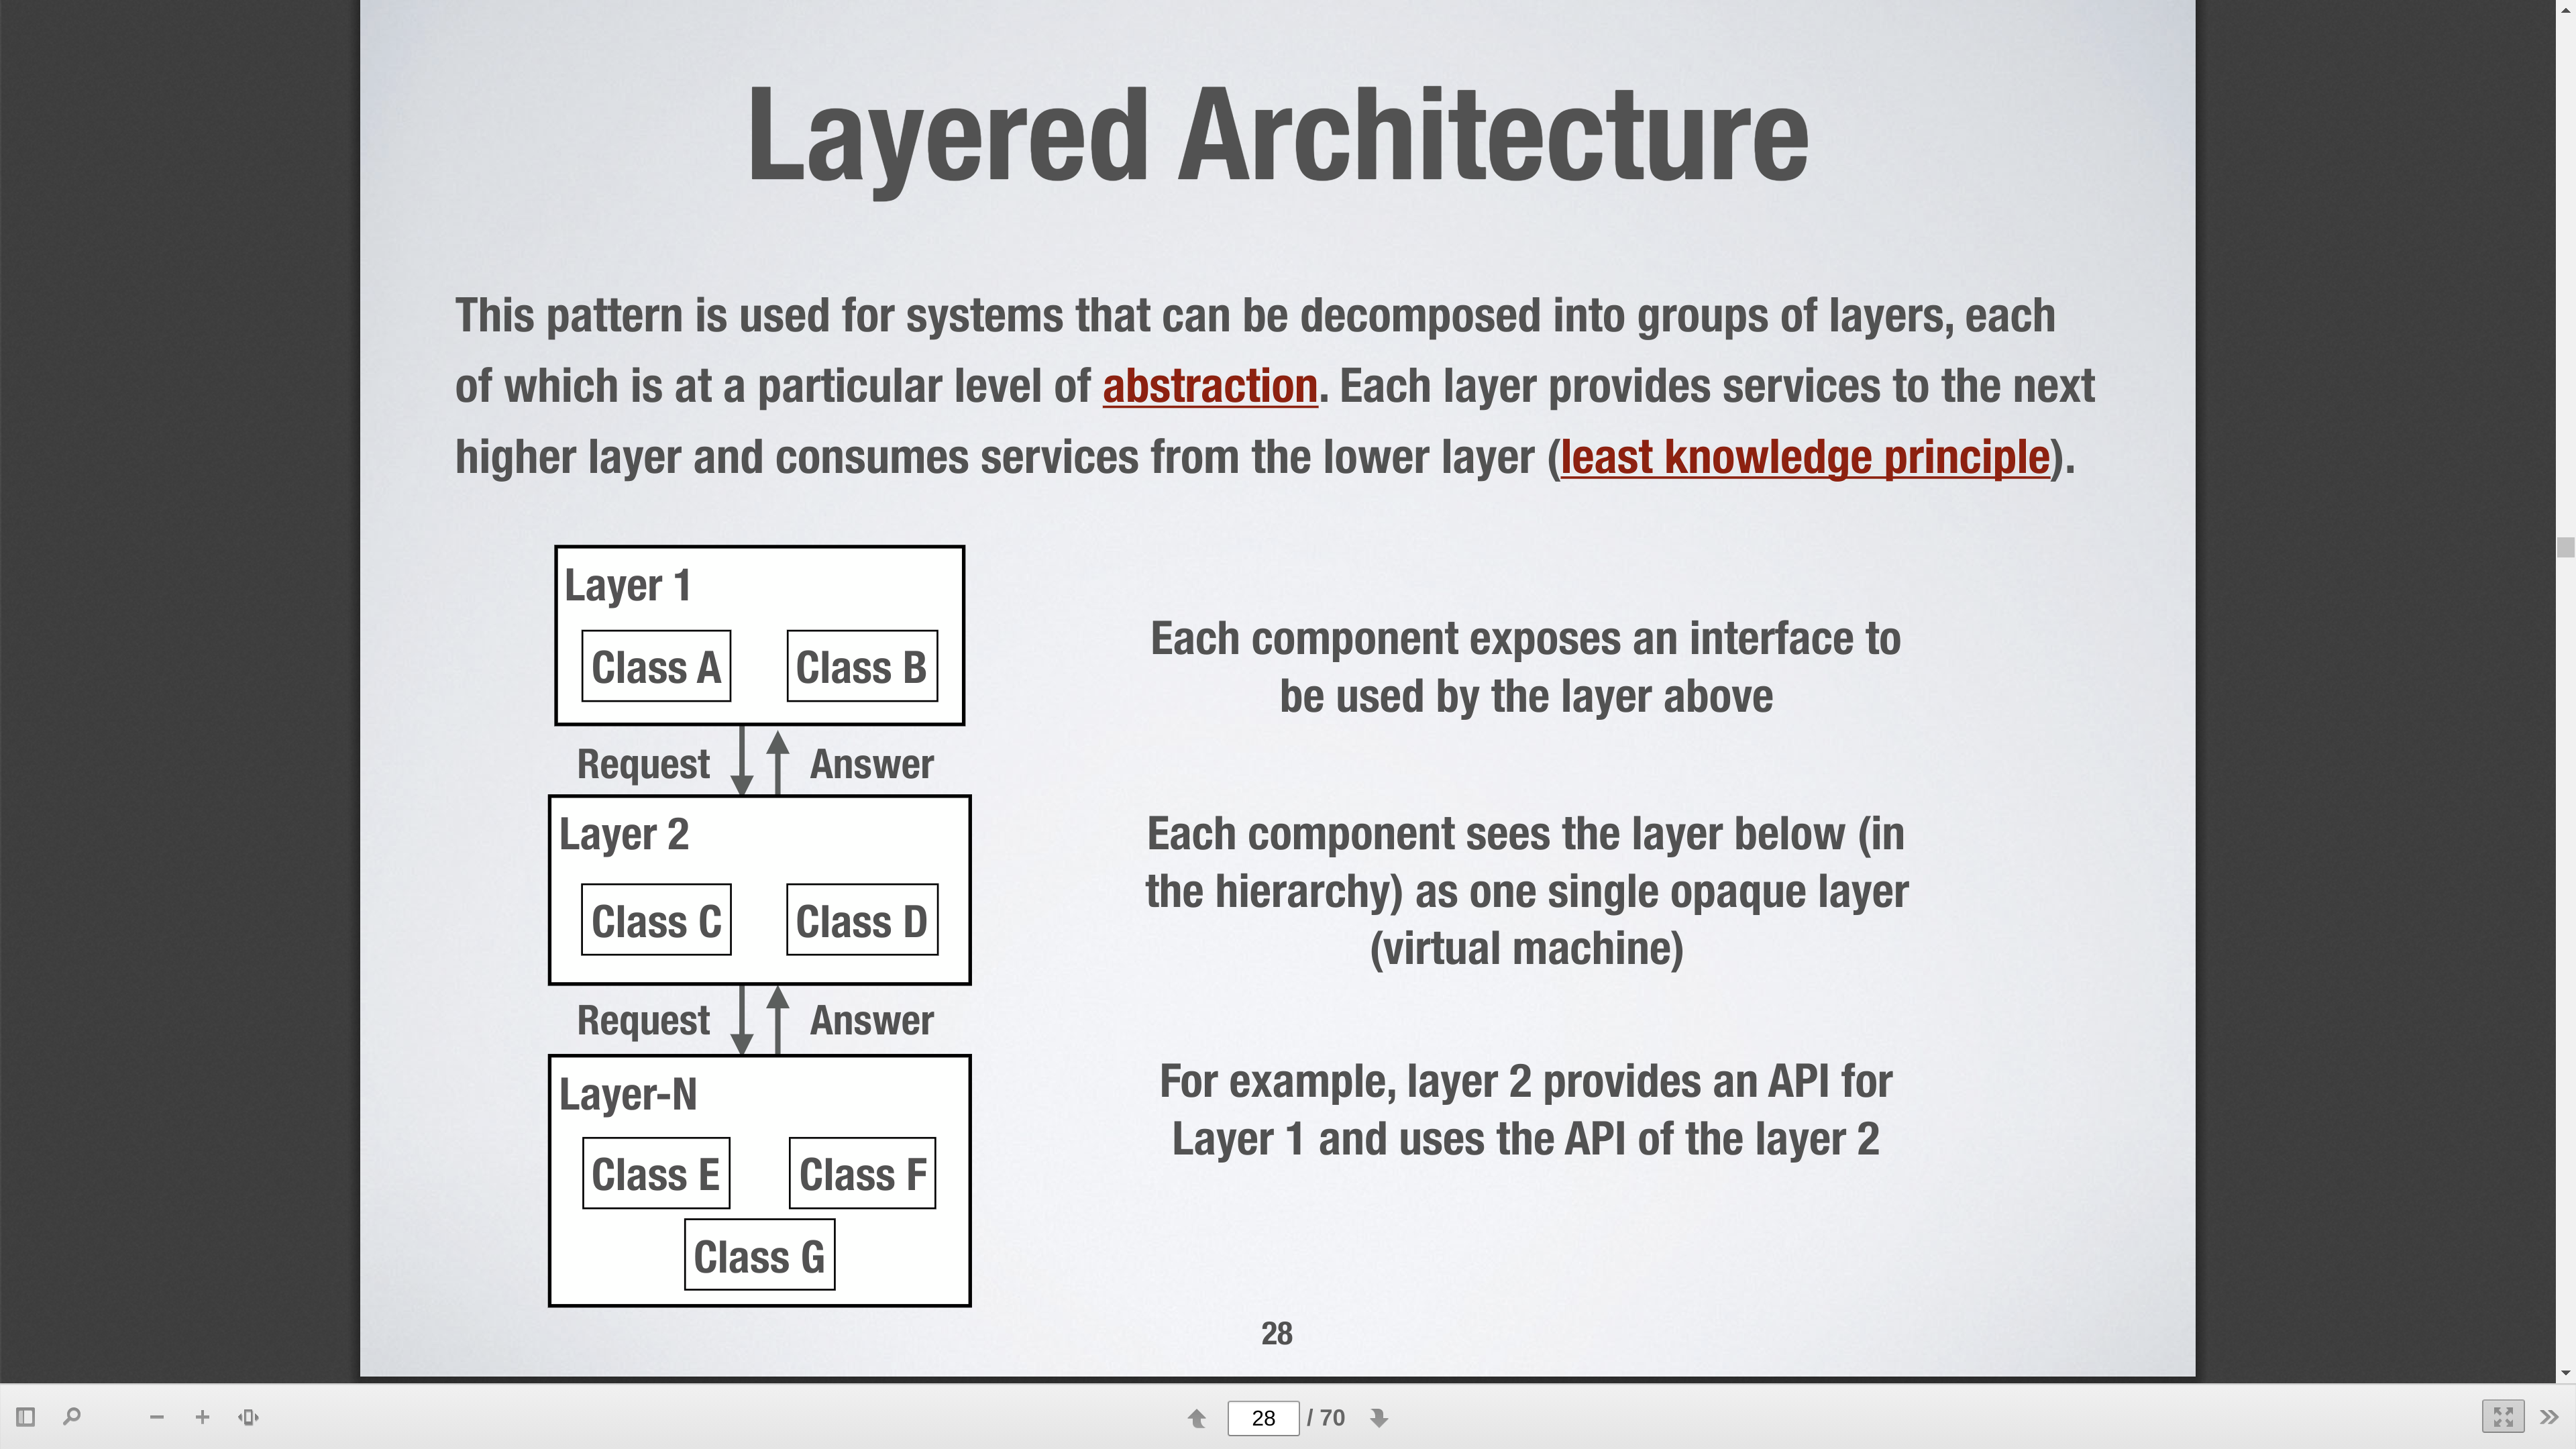 Layered Architecture
This pattern is used for systems that can be decomposed into groups of layers, each
of which is at a particular level of abstraction. Each layer provides services to the next
higher layer and consumes services from the lower layer (least knowledge principle).
Layer 1
Class A Class B
Request Answer
Layer 2
Class C Class D
Request Answer
Layer-N
Class E Class F
Class G
Each component exposes an interface to
be used by the layer above
Each component sees the layer below (in
the hierarchy) as one single opaque layer
(virtual machine)
For example, layer 2 provides an API for
Layer 1 and uses the API of the layer 2
28
28 / 70